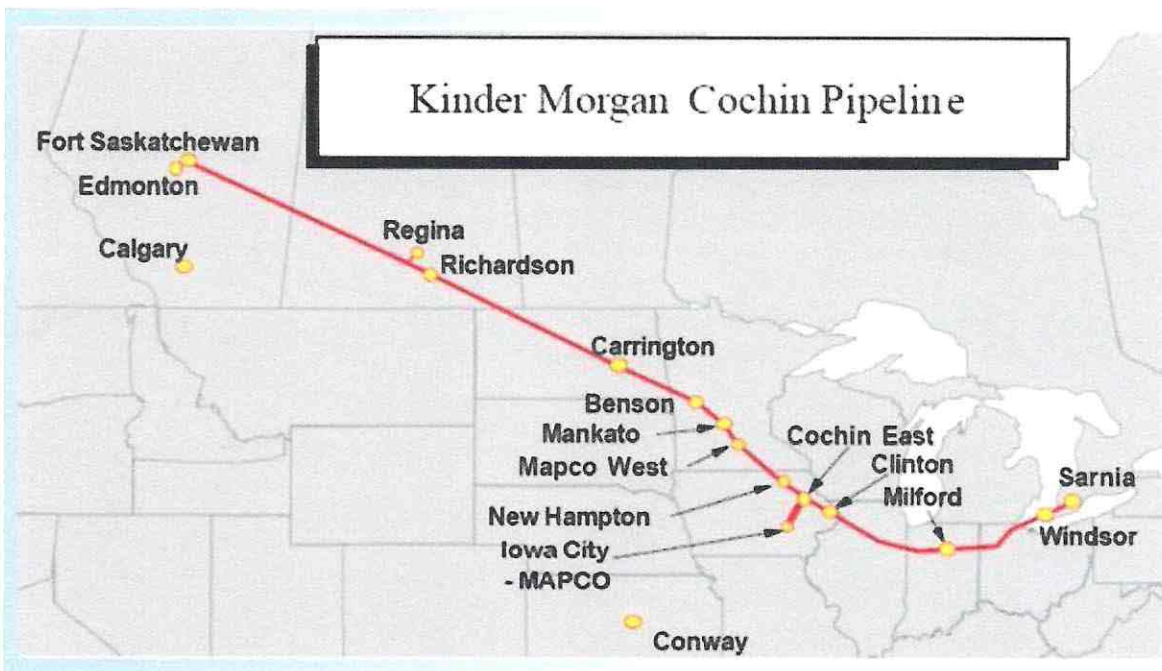 Kinder Morgan Cochin Pipeline
Fort Saskatchewan
Edmonton
Calgary
Regina
Richardson
Carrington
Benson
Mankato
Mapco West
Cochin East
Clinton
Milford
Sarnia
Windsor
New Hampton
Iowa City
- MAPCO
Conway